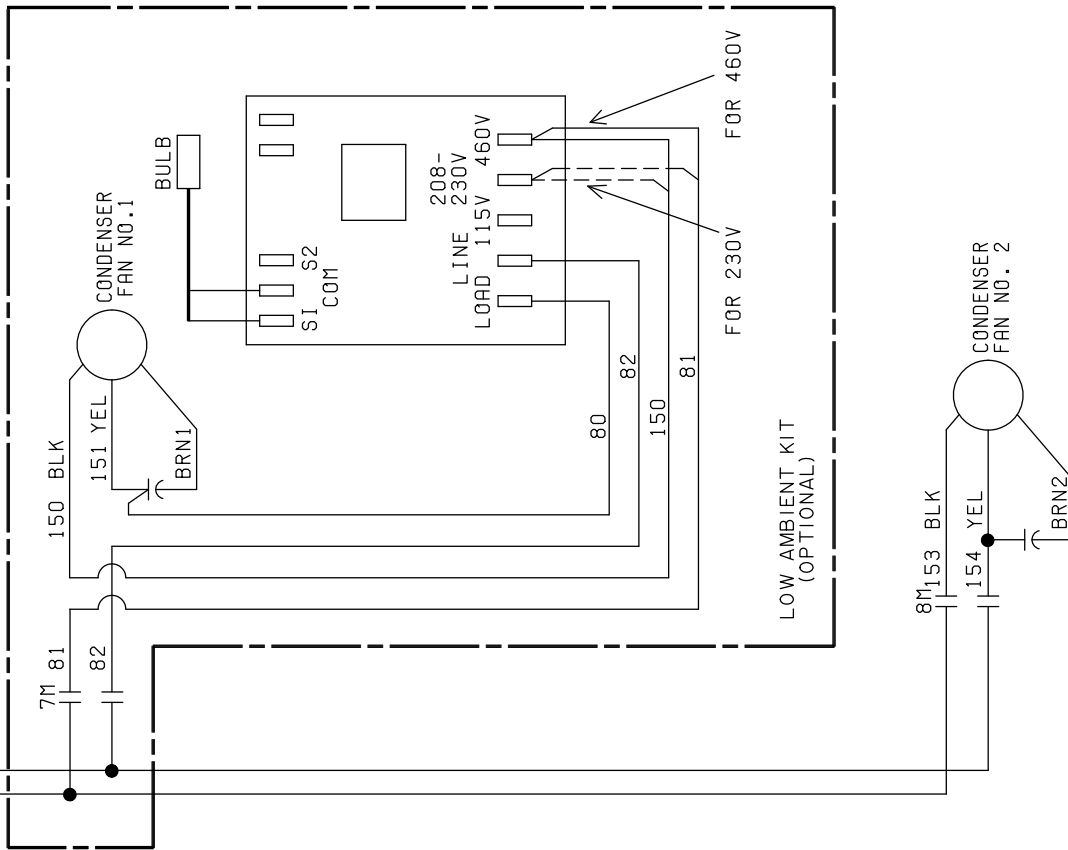 FOR 460V
BULB
460V
208-
230V
CONDENSER
FAN NO.1
115V
LINE
S2
COM
LOAD
SI
FOR 230V
CONDENSER
FAN NO. 2
82
81
80
150
151 YEL
BRN1
150 BLK
LOW AMBIENT KIT
(OPTIONAL)
153 BLK
154 YEL
BRN2
8M
81
82
7M